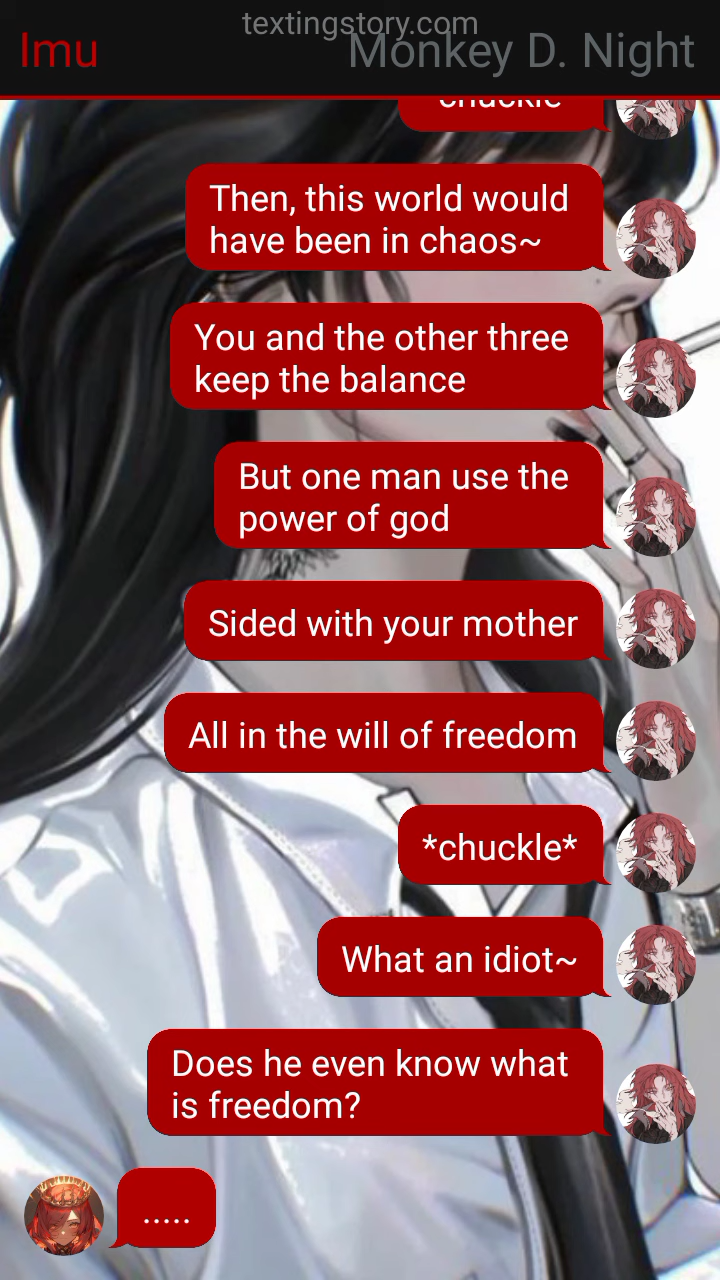 textingstory.com
Imu
Monkey D. Night
*chuckle*
Then, this world would
have been in chaos~
You and the other three
keep the balance
But one man use the
power of god
Sided with your mother
All in the will of freedom
*chuckle*
What an idiot~
Does he even know what
is freedom?
.....